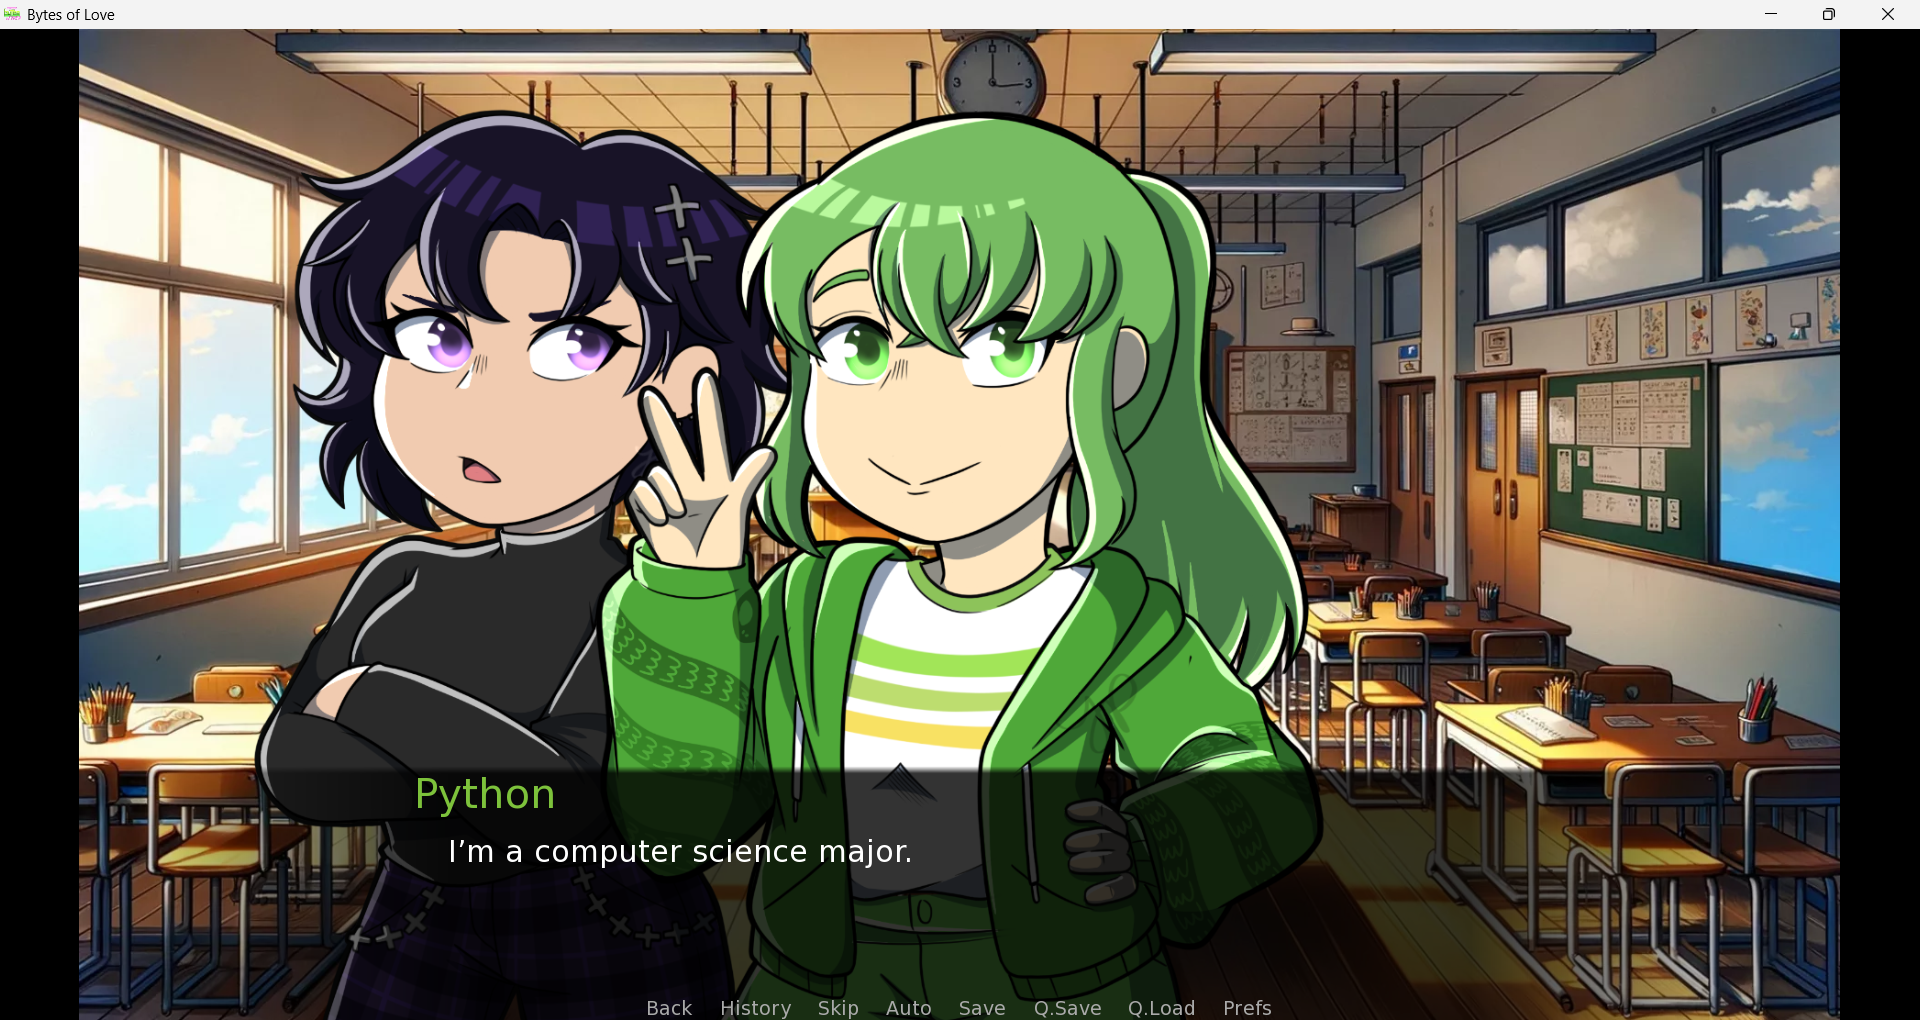 Bytes of Love
Python
I’m a computer science major.
Back History Skip Auto Save Q.Save Q.Load Prefs